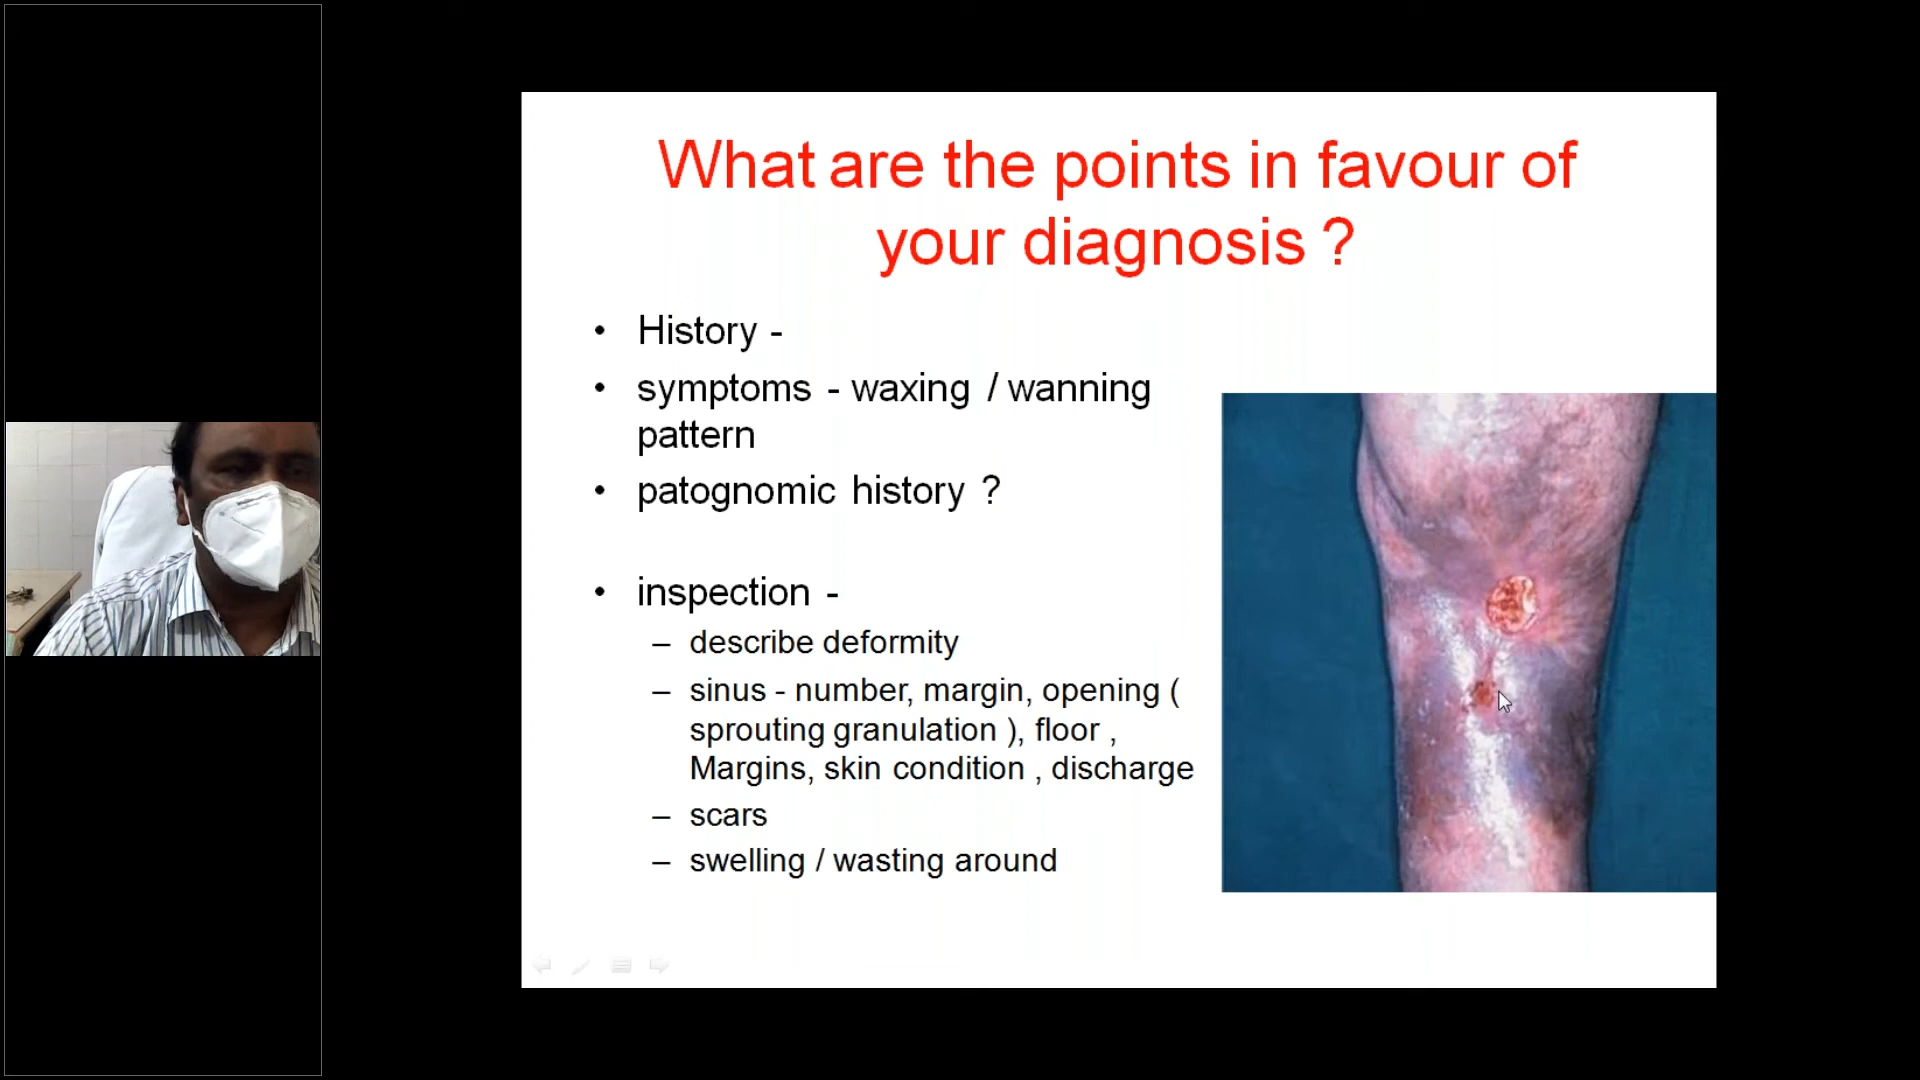 What are the points in favour of
your diagnosis ?
• History -
• symptoms - waxing / wanning
pattern
• patognomic history ?
• inspection -
– describe deformity
– sinus - number, margin, opening (
sprouting granulation ), floor ,
Margins, skin condition , discharge
– scars
– swelling / wasting around